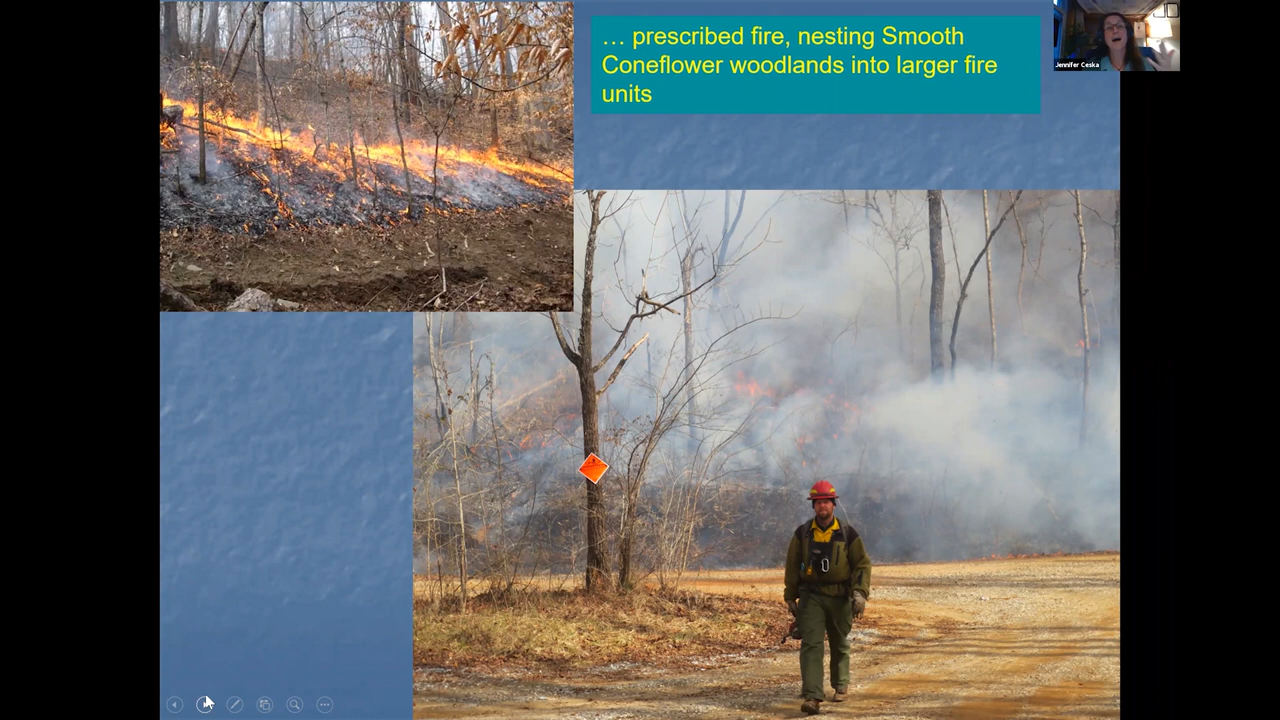 … prescribed fire, nesting Smooth
Coneflower woodlands into larger fire
units
Jennifer Ceska